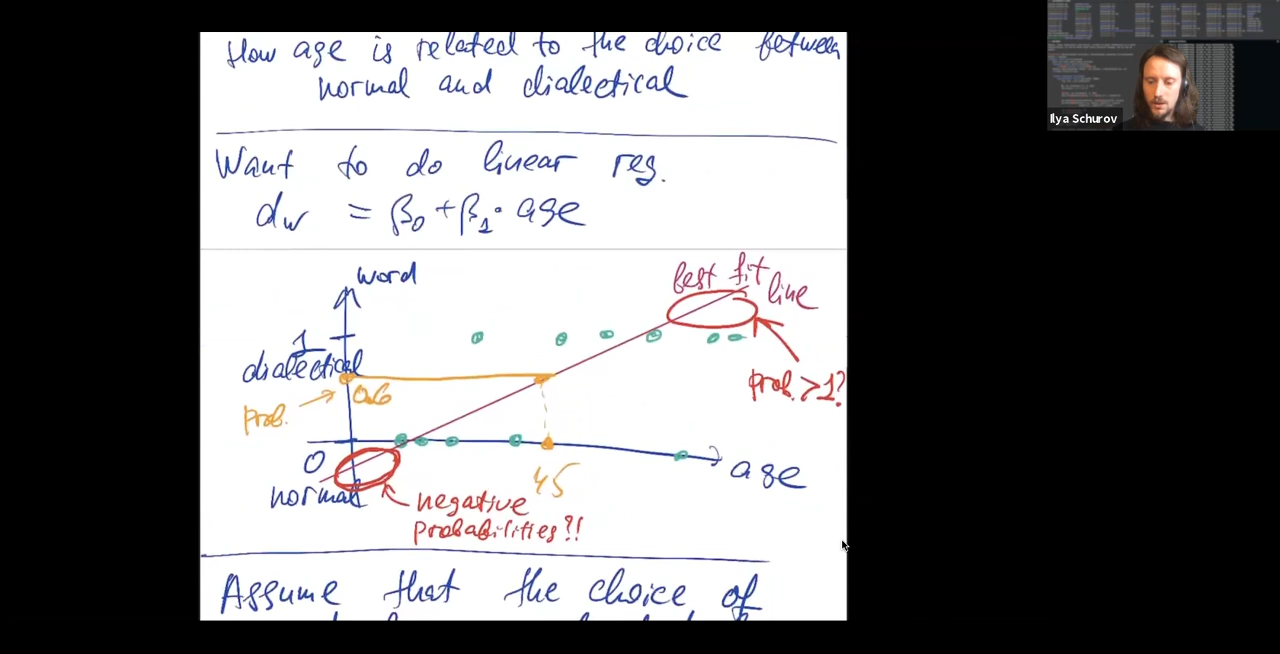 How age is related to the choice between
normal and dialectical
Want to do linear reg.
dw = β₀ + β₁ · age
word
best fit line
1
dialectical
0.6
prob.
prob. > 1?
0
normal
45
age
negative
probabilities?!
Assume that the choice of
Ilya Schurov